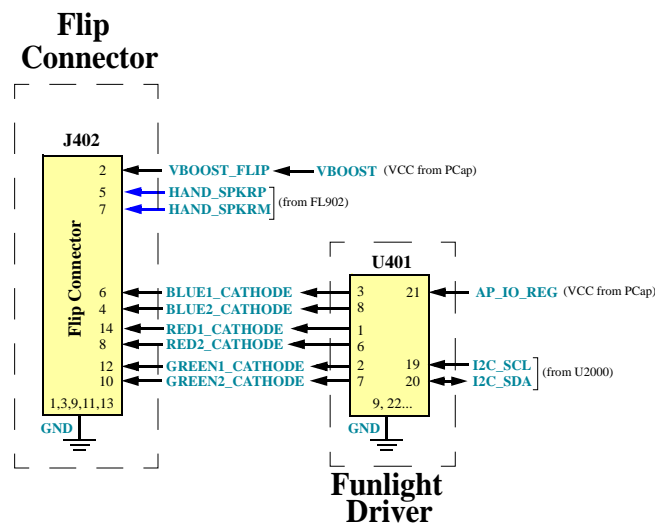 Flip
Connector
J402
2 VBOOST_FLIP VBOOST (VCC from PCap)
5 HAND_SPKRP
(from FL902)
7 HAND_SPKRM
Flip Connector
U401
6 BLUE1_CATHODE 3 21 AP_IO_REG (VCC from PCap)
4 BLUE2_CATHODE 8
14 RED1_CATHODE 1
8 RED2_CATHODE 6
12 GREEN1_CATHODE 2 19 I2C_SCL
(from U2000)
10 GREEN2_CATHODE 7 20 I2C_SDA
1,3,9,11,13 9, 22...
GND GND
Funlight
Driver